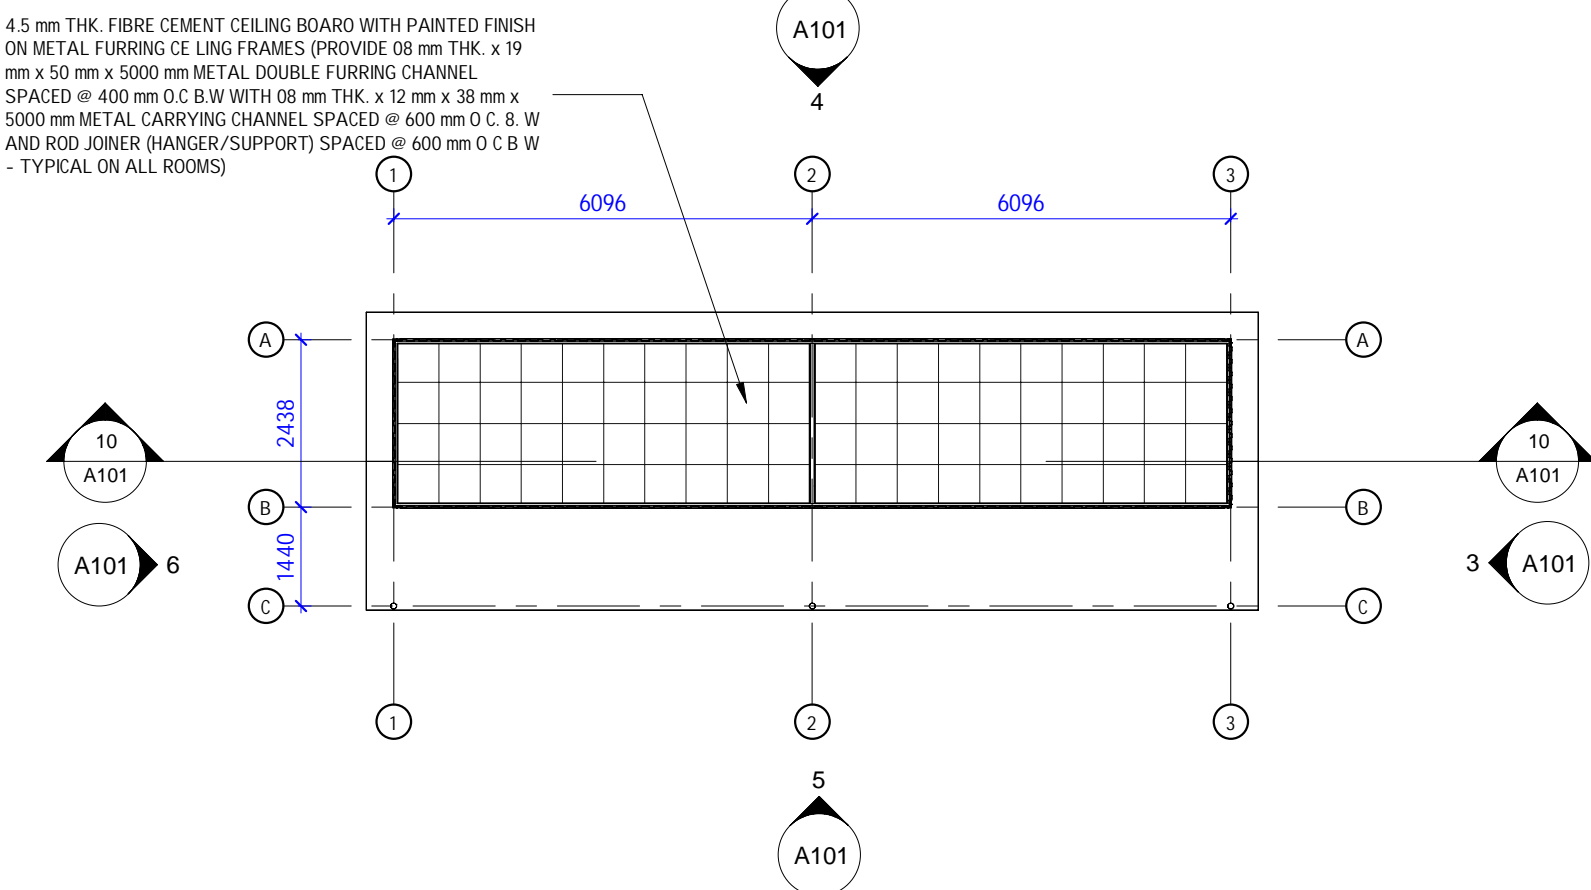 4.5 mm THK. FIBRE CEMENT CEILING BOARO WITH PAINTED FINISH
ON METAL FURRING CE LING FRAMES (PROVIDE 08 mm THK. x 19
mm x 50 mm x 5000 mm METAL DOUBLE FURRING CHANNEL
SPACED @ 400 mm O.C B.W WITH 08 mm THK. x 12 mm x 38 mm x
5000 mm METAL CARRYING CHANNEL SPACED @ 600 mm O C. 8. W
AND ROD JOINER (HANGER/SUPPORT) SPACED @ 600 mm O C B W
- TYPICAL ON ALL ROOMS)
A101
4
1
2
3
6096
6096
A
A
2438
10
A101
10
A101
B
B
1440
A101
6
3
A101
C
C
1
2
3
5
A101